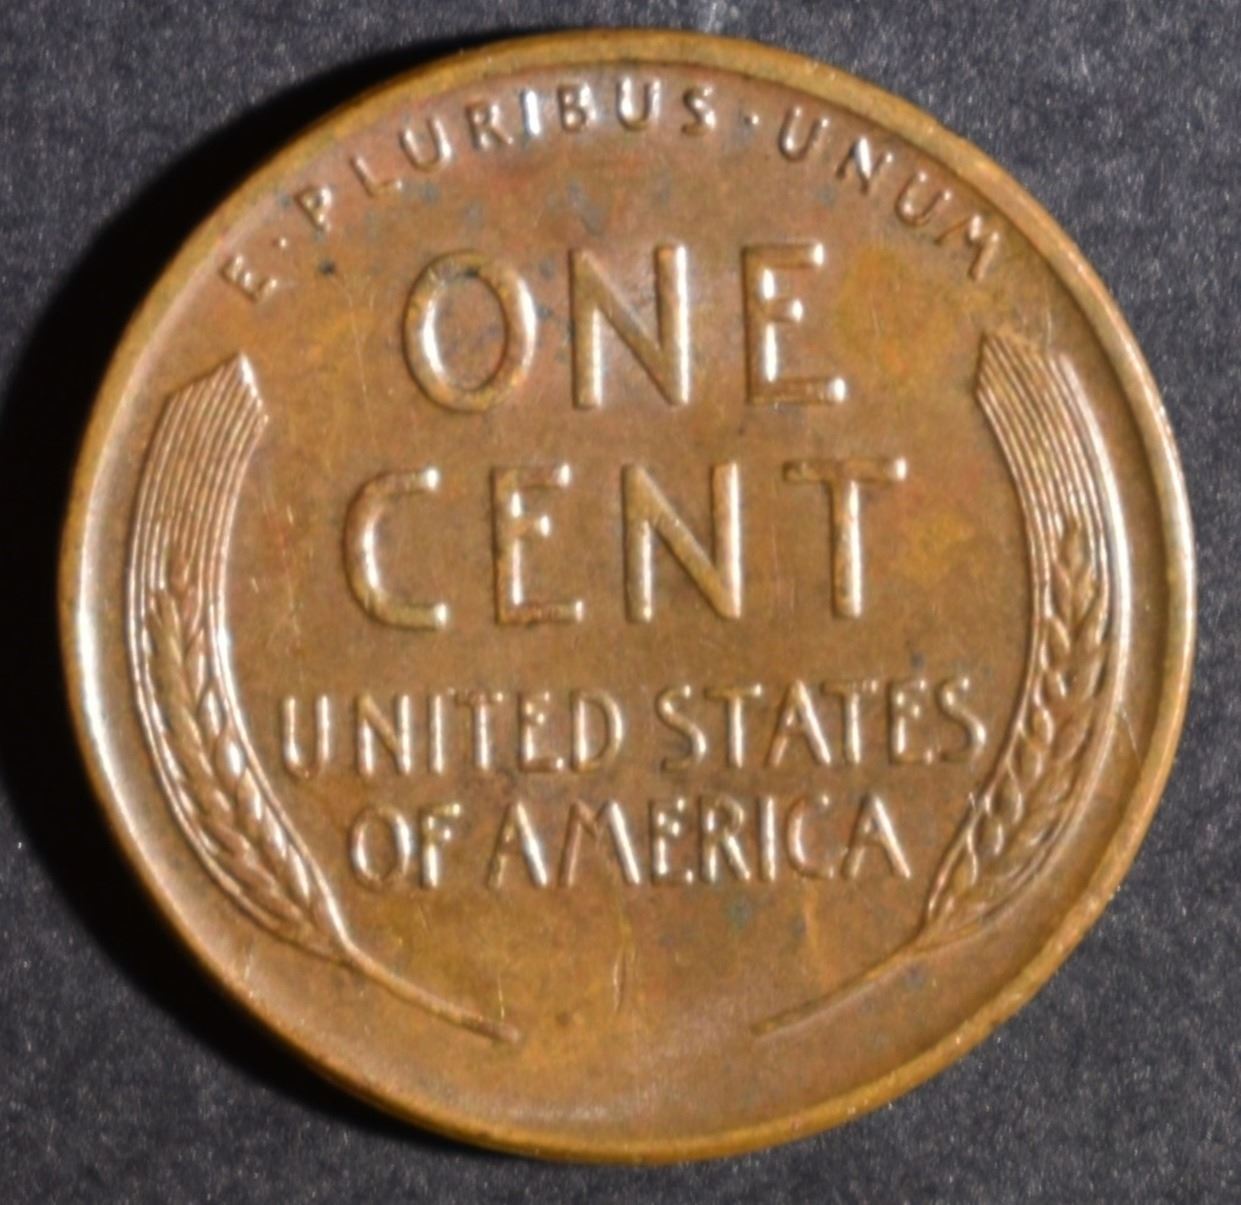 E·PLURIBUS·UNUM
ONE
CENT
UNITED STATES
OF AMERICA